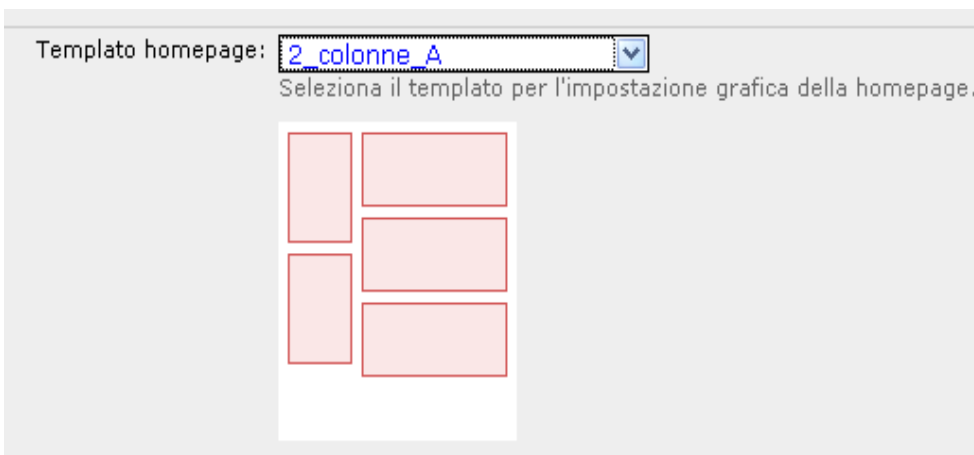 Templato homepage: 2_colonne_A
Seleziona il templato per l'impostazione grafica della homepage.